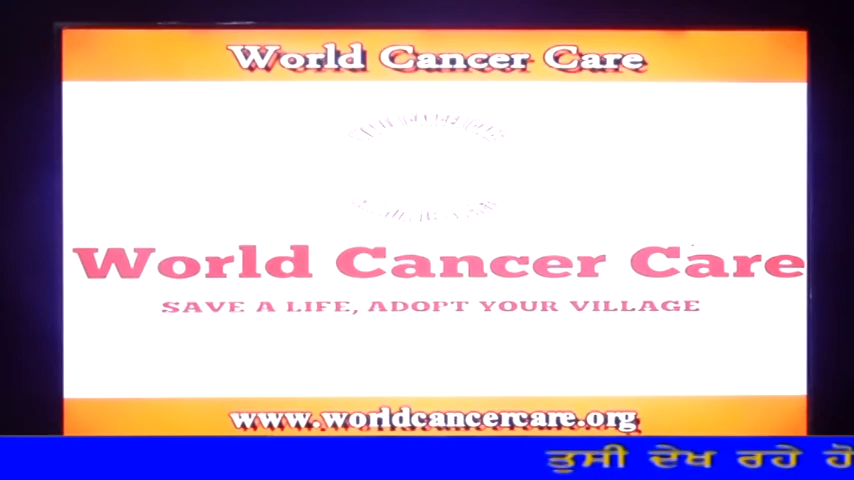 World Cancer Care
World Cancer Care
SAVE A LIFE, ADOPT YOUR VILLAGE
www.worldcancercare.org
ਤੁਸੀ ਦੇਖ ਰਹੇ ਹੋ